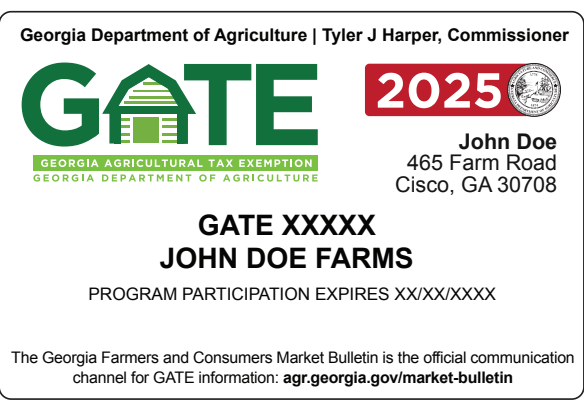 Georgia Department of Agriculture | Tyler J Harper, Commissioner
GATE
GEORGIA AGRICULTURAL TAX EXEMPTION
GEORGIA DEPARTMENT OF AGRICULTURE
2025
John Doe
465 Farm Road
Cisco, GA 30708
GATE XXXXX
JOHN DOE FARMS
PROGRAM PARTICIPATION EXPIRES XX/XX/XXXX
The Georgia Farmers and Consumers Market Bulletin is the official communication
channel for GATE information: agr.georgia.gov/market-bulletin